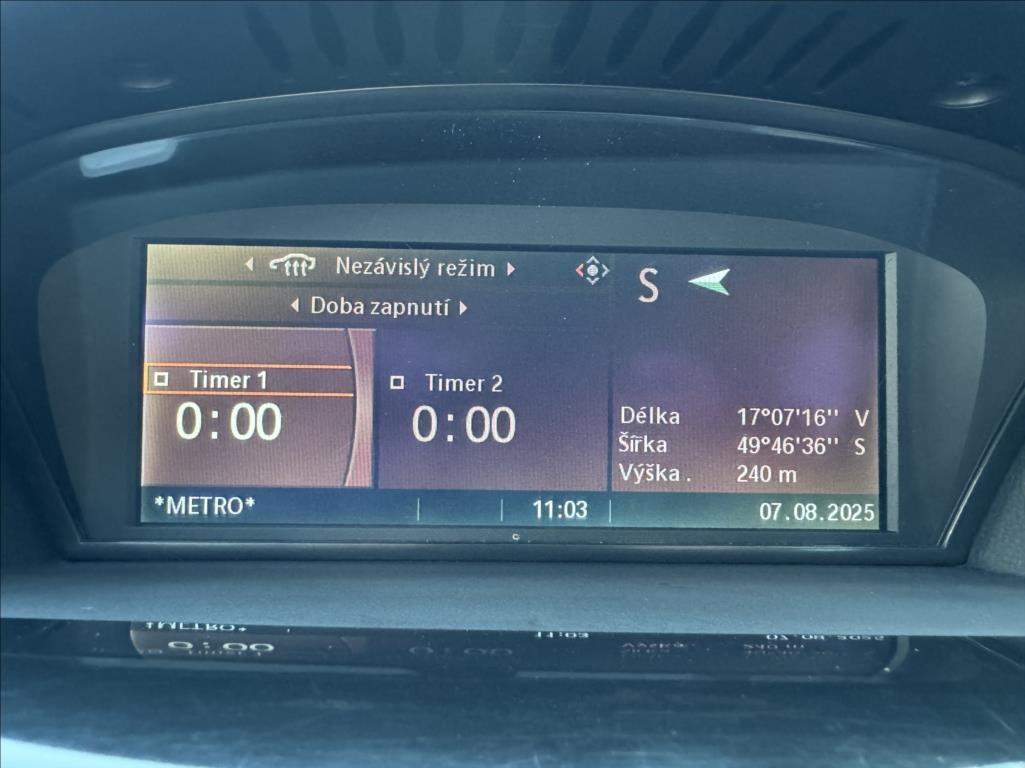 Nezávislý režim
Doba zapnutí
S
Timer 1
0:00
Timer 2
0:00
Délka 17°07'16'' V
Šířka 49°46'36'' S
Výška. 240 m
*METRO* 11:03 07.08.2025